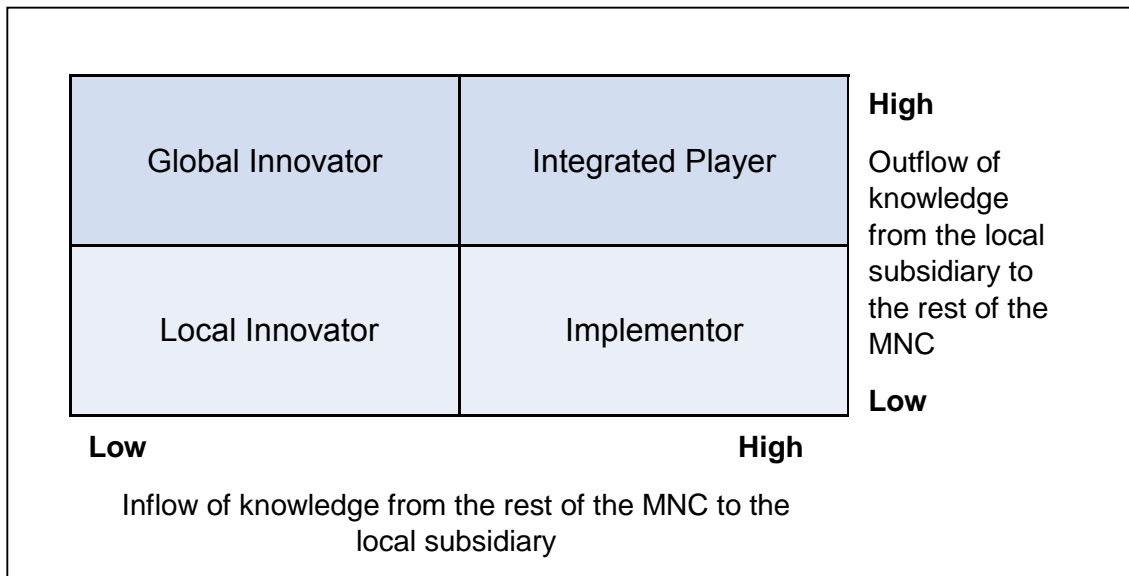 Global Innovator
Integrated Player
Local Innovator
Implementor
High
Outflow of
knowledge
from the local
subsidiary to
the rest of the
MNC
Low
Low
High
Inflow of knowledge from the rest of the MNC to the
local subsidiary